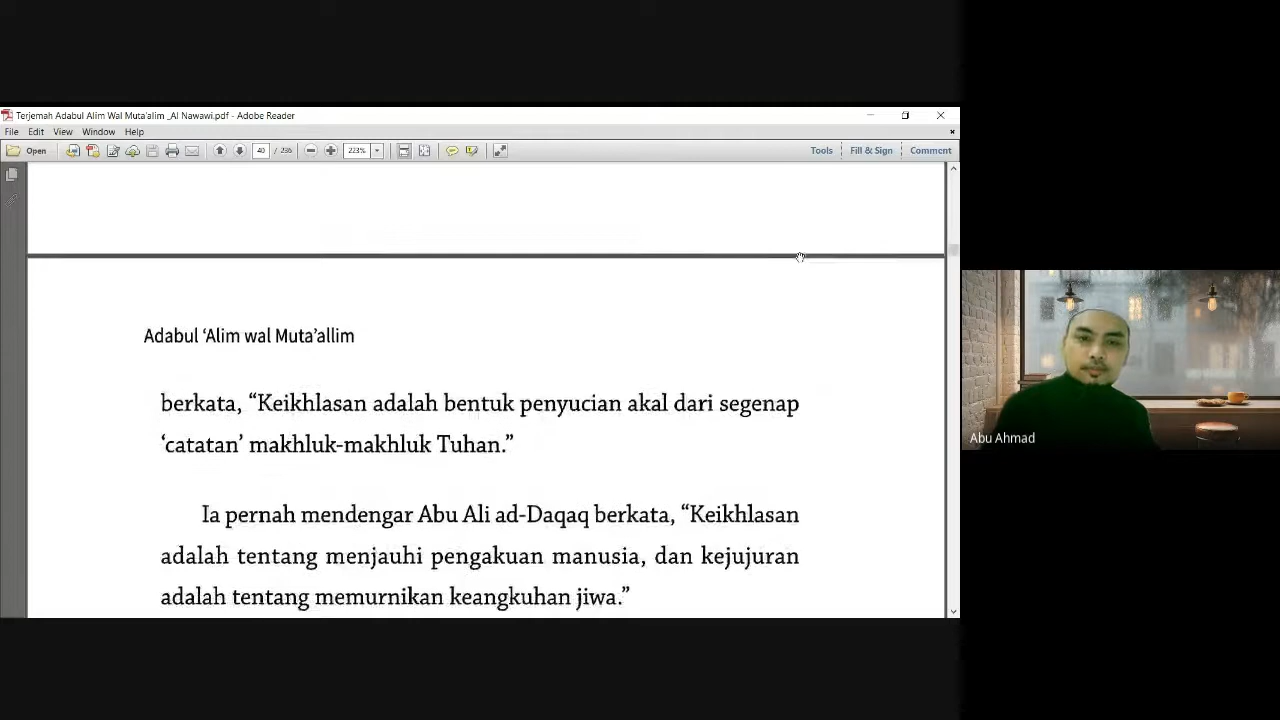 Terjemah Adabul Alim Wal Muta'alim _Al Nawawi.pdf - Adobe Reader
File Edit View Window Help
Open 40 / 236 223% Tools Fill & Sign Comment
Adabul ‘Alim wal Muta’allim
berkata, “Keikhlasan adalah bentuk penyucian akal dari segenap
‘catatan’ makhluk-makhluk Tuhan.”
Ia pernah mendengar Abu Ali ad-Daqaq berkata, “Keikhlasan
adalah tentang menjauhi pengakuan manusia, dan kejujuran
adalah tentang memurnikan keangkuhan jiwa.”
Abu Ahmad